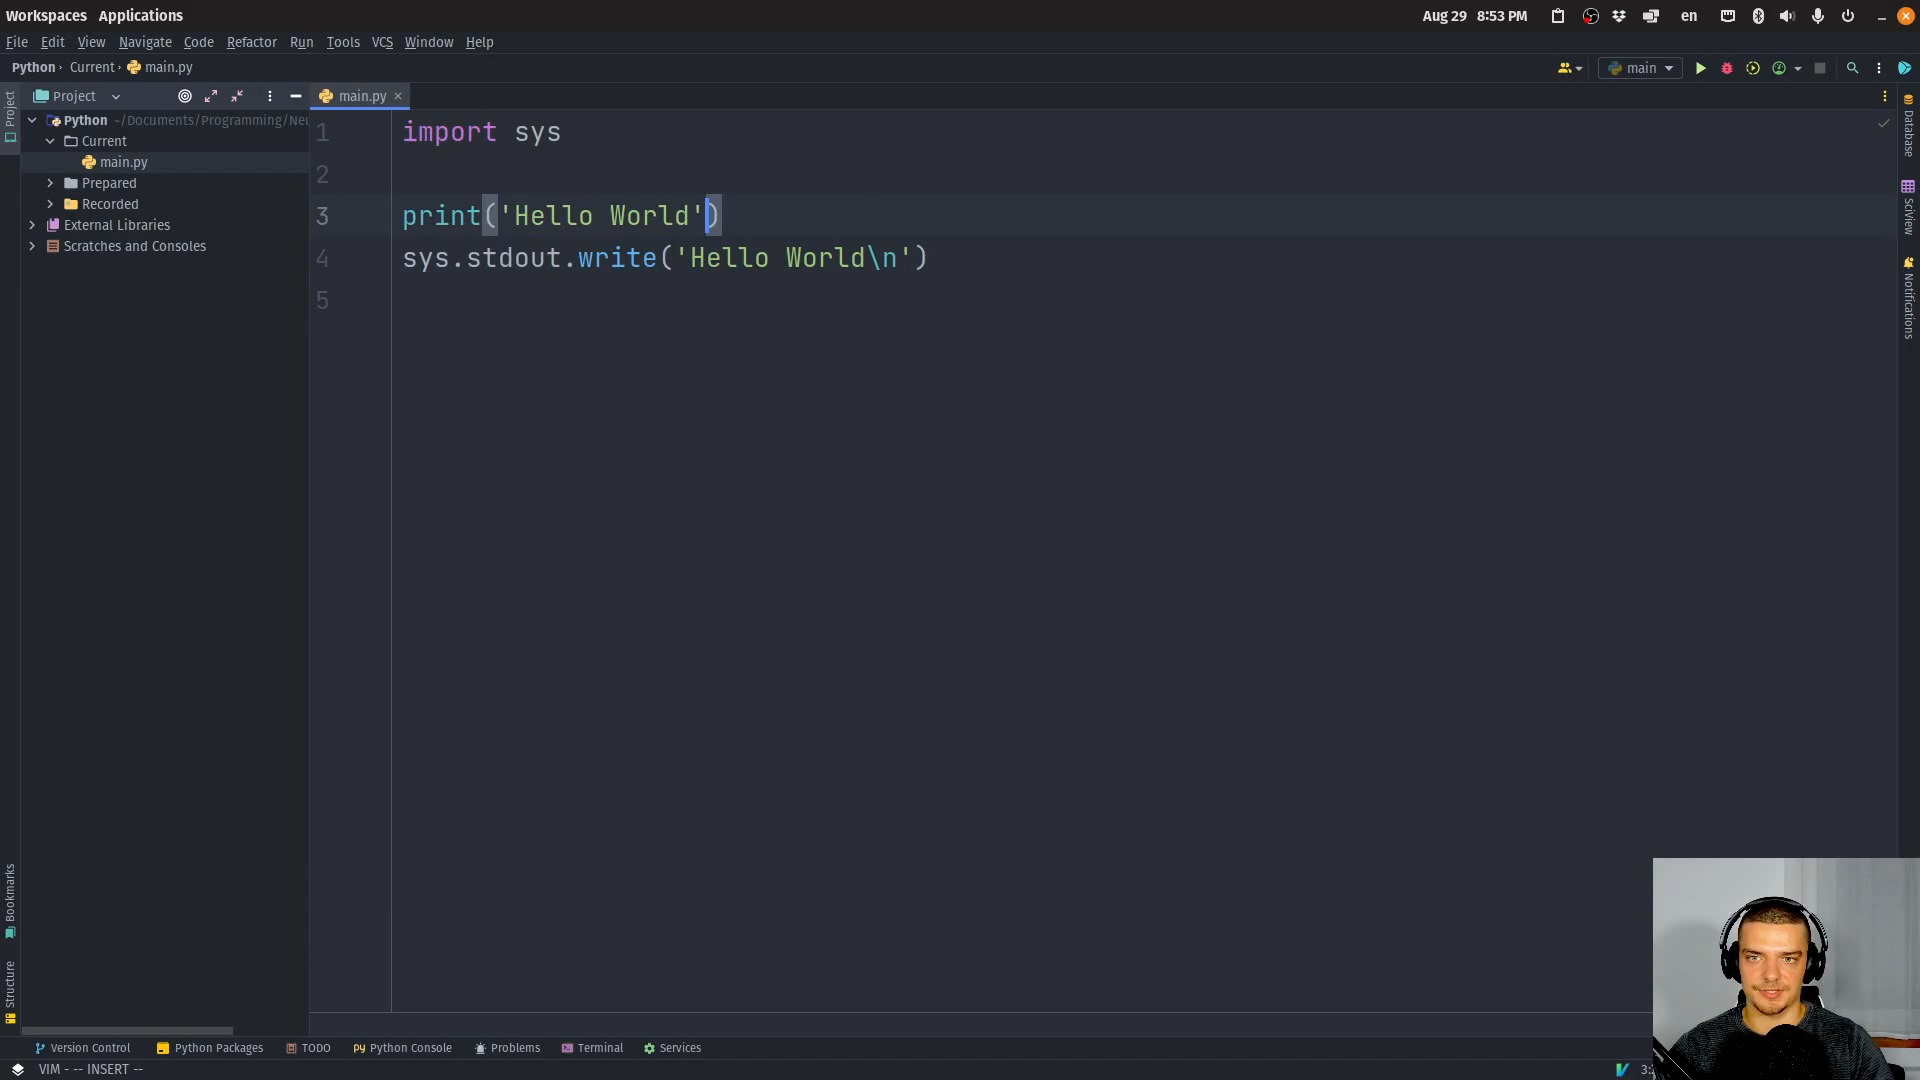 Workspaces Applications
Aug 29 8:53 PM
en
File Edit View Navigate Code Refactor Run Tools VCS Window Help
Python › Current › main.py
main
Project
Project
main.py
Python ~/Documents/Programming/Neu
Current
main.py
Prepared
Recorded
External Libraries
Scratches and Consoles
1 import sys
2
3 print('Hello World')
4 sys.stdout.write('Hello World\n')
5
Database
SciView
Notifications
Bookmarks
Structure
Version Control Python Packages TODO Python Console Problems Terminal Services
VIM - -- INSERT --
3: